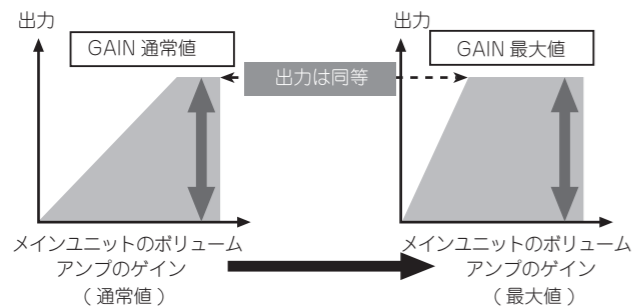 出力
GAIN 通常値
出力は同等
メインユニットのボリューム
アンプのゲイン
( 通常値 )
出力
GAIN 最大値
メインユニットのボリューム
アンプのゲイン
( 最大値 )